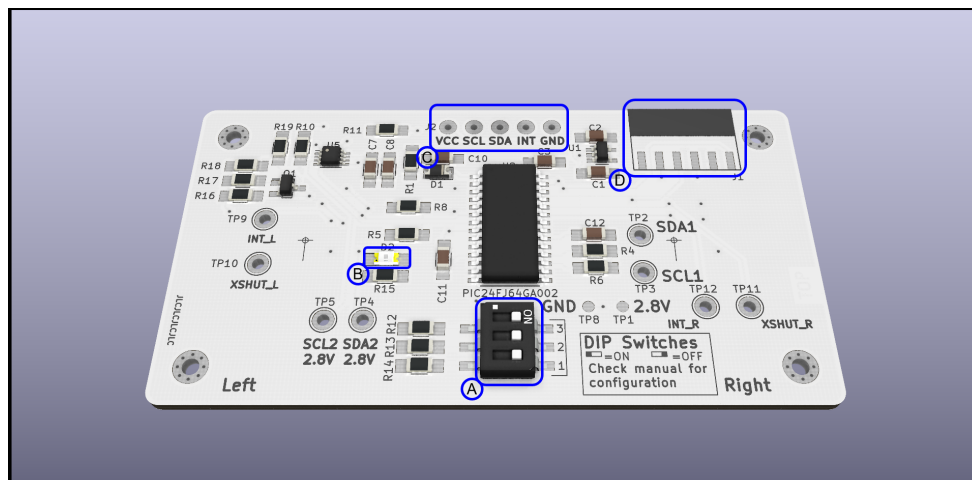 R19 R10
R11
J2
VCC SCL SDA INT GND
C2
U1
U5
C7
C8
C
C10
C3
R18
R17
R16
Q1
R1
D1
C1
D
J1
TP9
INT_L
R8
R5
D2
B
R15
C11
C12
R4
R6
TP2
SDA1
SCL1
TP3
TP10
XSHUT_L
PIC24FJ64GA002
GND
TP8
TP1
2.8V
TP12
TP11
INT_R
XSHUT_R
JLCJLCJLCJLC
TP5
TP4
SCL2
2.8V
SDA2
2.8V
R12
R13
R14
ON
3
2
1
A
DIP Switches
=ON =OFF
Check manual for
configuration
Left
Right